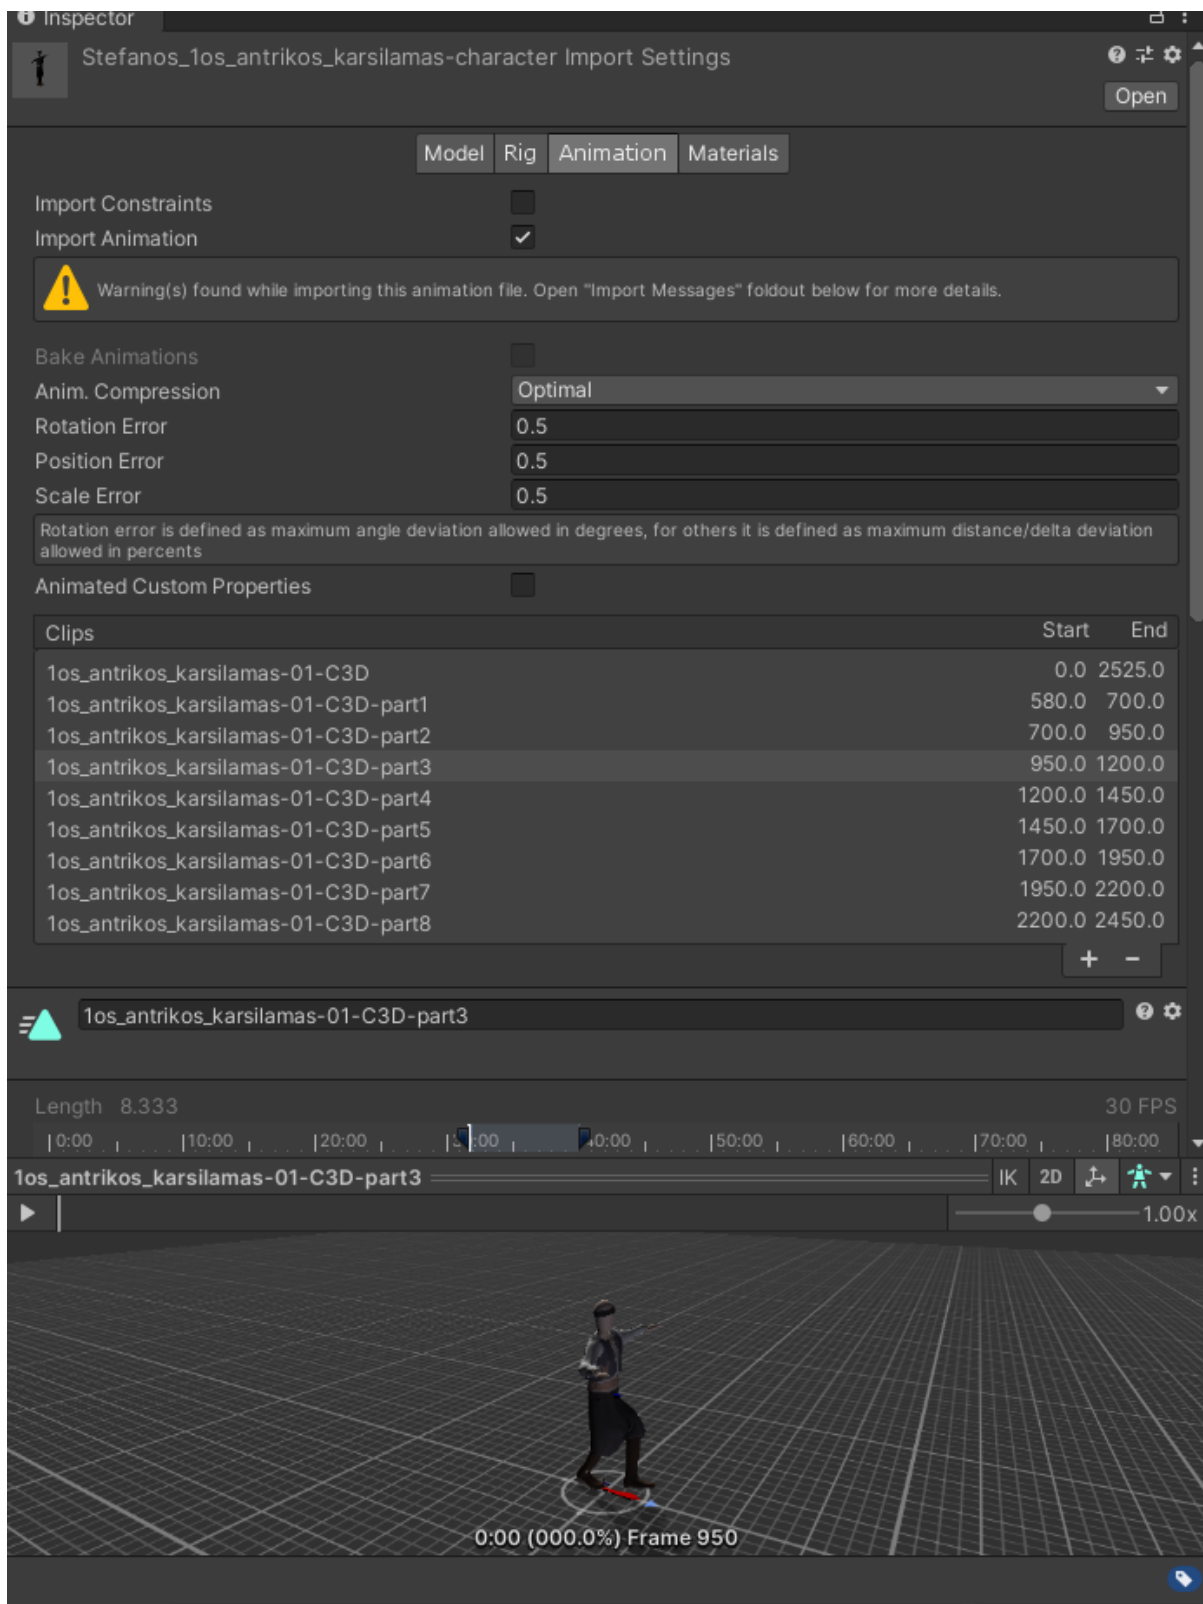 Inspector
Stefanos_1os_antrikos_karsilamas-character Import Settings
Open
Model Rig Animation Materials
Import Constraints
Import Animation
Warning(s) found while importing this animation file. Open "Import Messages" foldout below for more details.
Bake Animations
Anim. Compression Optimal
Rotation Error 0.5
Position Error 0.5
Scale Error 0.5
Rotation error is defined as maximum angle deviation allowed in degrees, for others it is defined as maximum distance/delta deviation
allowed in percents
Animated Custom Properties
Clips Start End
1os_antrikos_karsilamas-01-C3D 0.0 2525.0
1os_antrikos_karsilamas-01-C3D-part1 580.0 700.0
1os_antrikos_karsilamas-01-C3D-part2 700.0 950.0
1os_antrikos_karsilamas-01-C3D-part3 950.0 1200.0
1os_antrikos_karsilamas-01-C3D-part4 1200.0 1450.0
1os_antrikos_karsilamas-01-C3D-part5 1450.0 1700.0
1os_antrikos_karsilamas-01-C3D-part6 1700.0 1950.0
1os_antrikos_karsilamas-01-C3D-part7 1950.0 2200.0
1os_antrikos_karsilamas-01-C3D-part8 2200.0 2450.0
+ −
1os_antrikos_karsilamas-01-C3D-part3
Length 8.333 30 FPS
0:00 10:00 20:00 :00 0:00 50:00 60:00 70:00 80:00
1os_antrikos_karsilamas-01-C3D-part3 IK 2D
1.00x
0:00 (000.0%) Frame 950